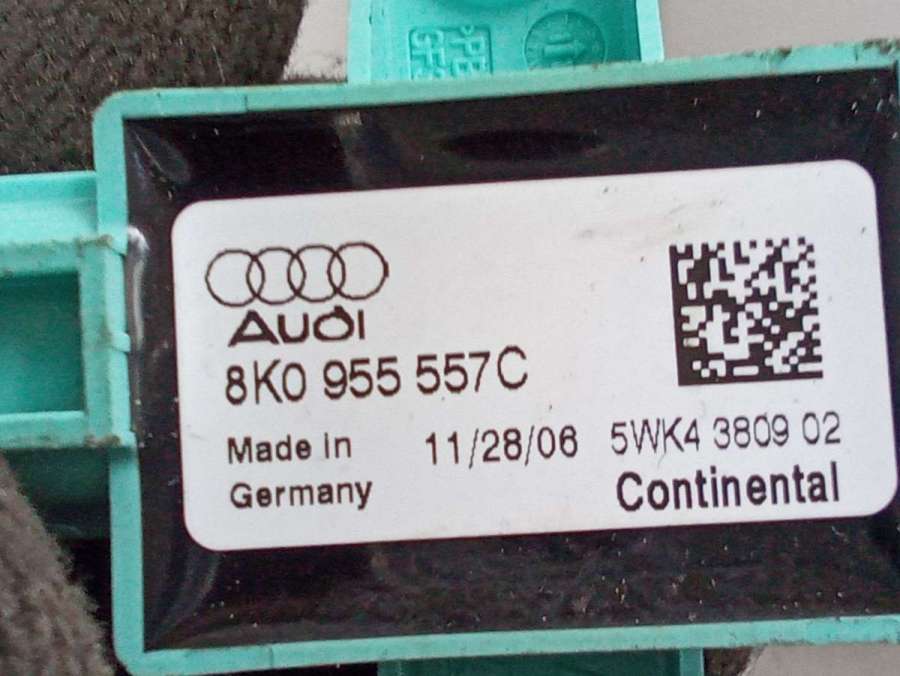 AUDI
8K0 955 557C
Made in Germany
11/28/06
5WK4 3809 02
Continental